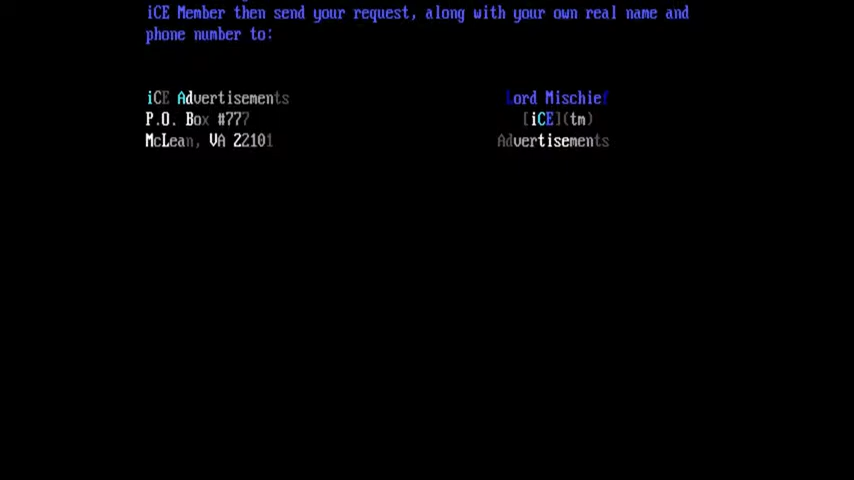 iCE Member then send your request, along with your own real name and
phone number to:
iCE Advertisements Lord Mischief
P.O. Box #777 [iCE](tm)
McLean, VA 22101 Advertisements